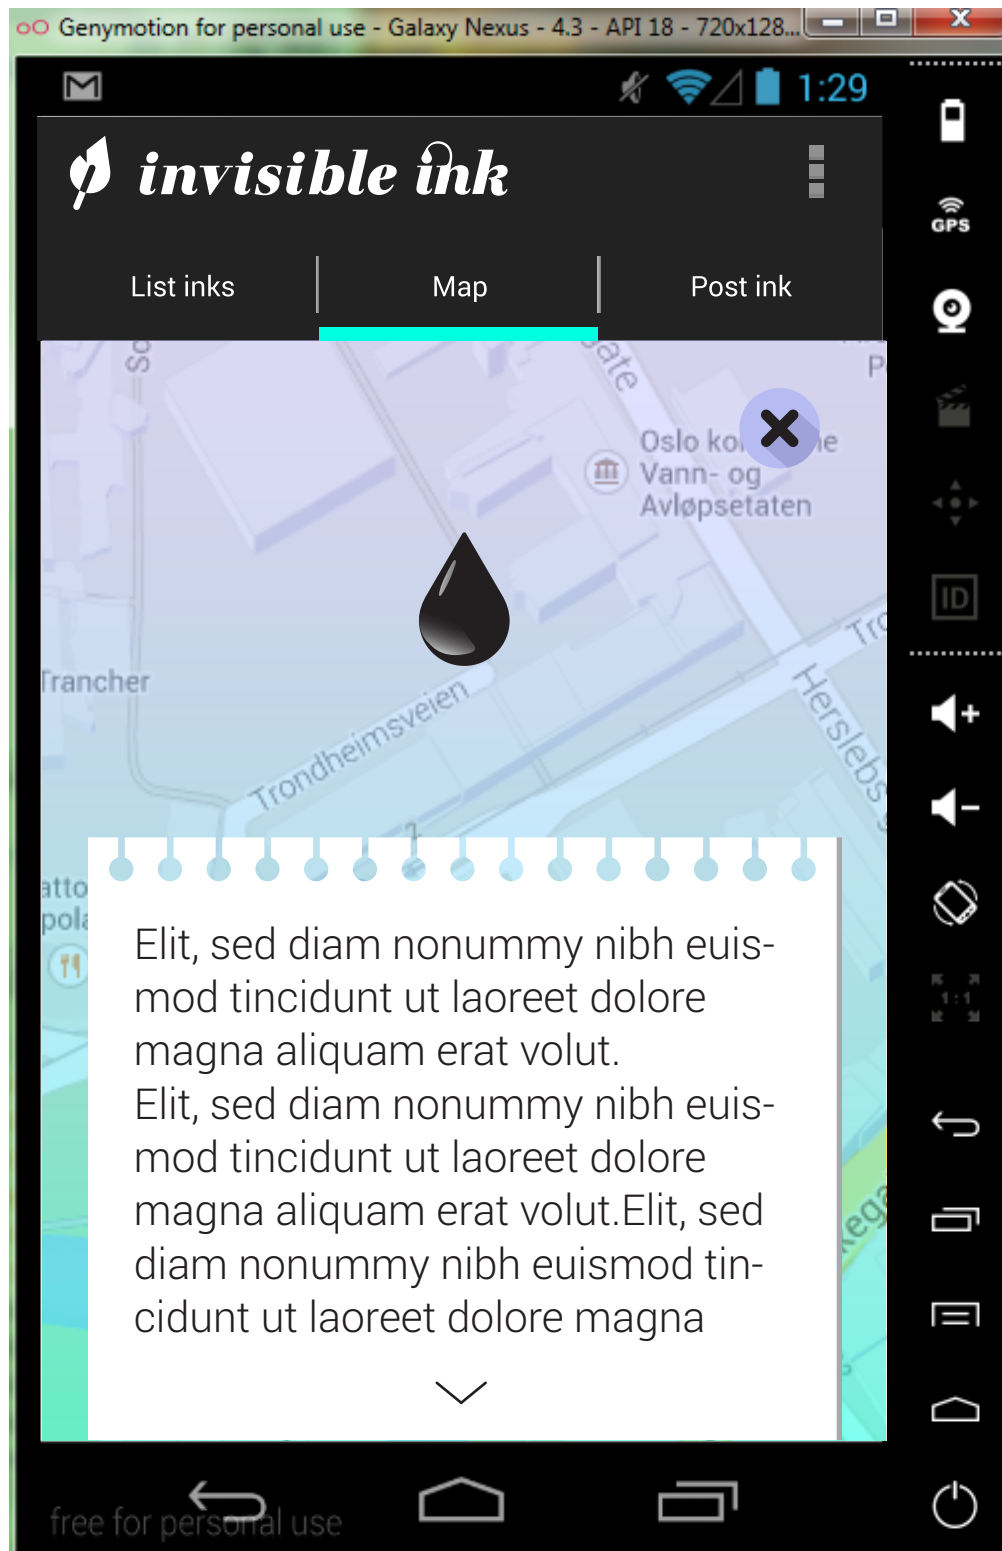 Genymotion for personal use - Galaxy Nexus - 4.3 - API 18 - 720x128...
1:29
invisible ink
GPS
List inks
Map
Post ink
Oslo ko
ne
Vann- og
Avløpsetaten
ID
Trancher
Trondheimsveien
Herslebs
2
1:1
Elit, sed diam nonummy nibh euis-
mod tincidunt ut laoreet dolore
magna aliquam erat volut.
Elit, sed diam nonummy nibh euis-
mod tincidunt ut laoreet dolore
magna aliquam erat volut.Elit, sed
diam nonummy nibh euismod tin-
cidunt ut laoreet dolore magna
free for personal use